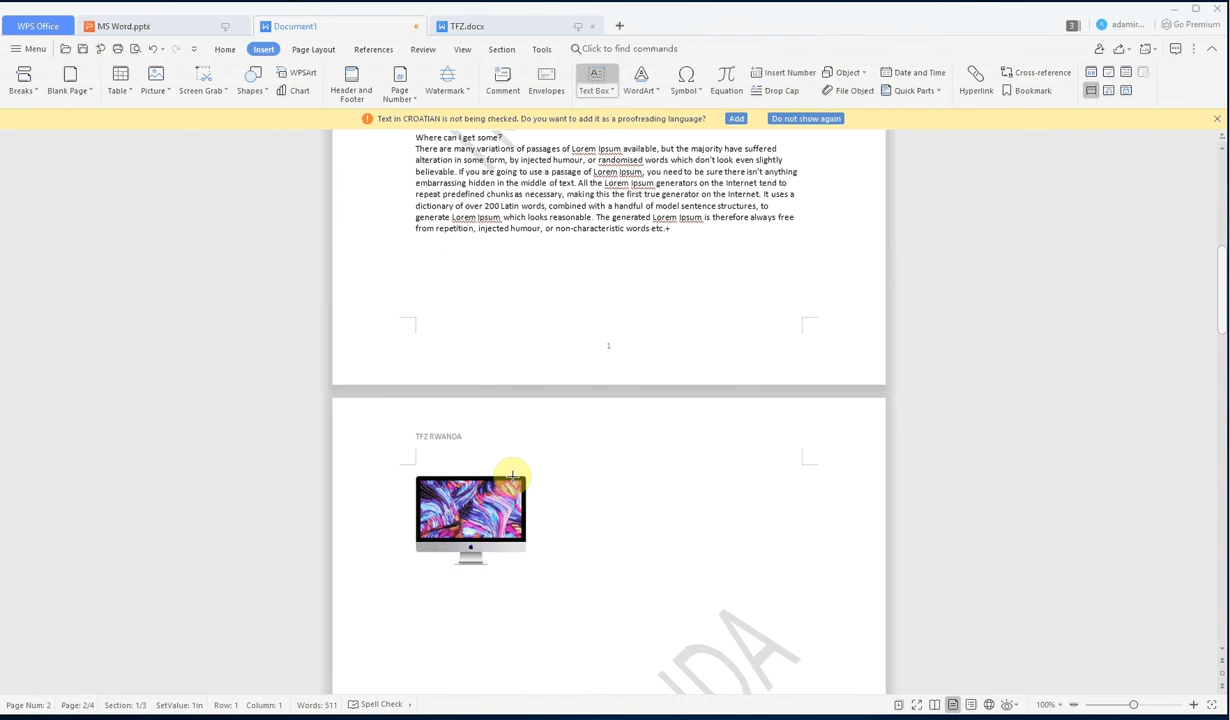 WPS Office MS Word.pptx Document1 TFZ.docx 3 adamir... Go Premium
Menu Home Insert Page Layout References Review View Section Tools Click to find commands
Breaks Blank Page Table Picture Screen Grab Shapes WPSArt Chart Header and Footer Page Number Watermark Comment Envelopes Text Box WordArt Symbol Equation Insert Number Drop Cap Object File Object Date and Time Quick Parts Hyperlink Cross-reference Bookmark
Text in CROATIAN is not being checked. Do you want to add it as a proofreading language? Add Do not show again
Where can I get some?
There are many variations of passages of Lorem Ipsum available, but the majority have suffered
alteration in some form, by injected humour, or randomised words which don't look even slightly
believable. If you are going to use a passage of Lorem Ipsum, you need to be sure there isn't anything
embarrassing hidden in the middle of text. All the Lorem Ipsum generators on the Internet tend to
repeat predefined chunks as necessary, making this the first true generator on the Internet. It uses a
dictionary of over 200 Latin words, combined with a handful of model sentence structures, to
generate Lorem Ipsum which looks reasonable. The generated Lorem Ipsum is therefore always free
from repetition, injected humour, or non-characteristic words etc.+
1
TFZ RWANDA
NDA
Page Num: 2 Page: 2/4 Section: 1/3 SetValue: 1in Row: 1 Column: 1 Words: 511 Spell Check 100%